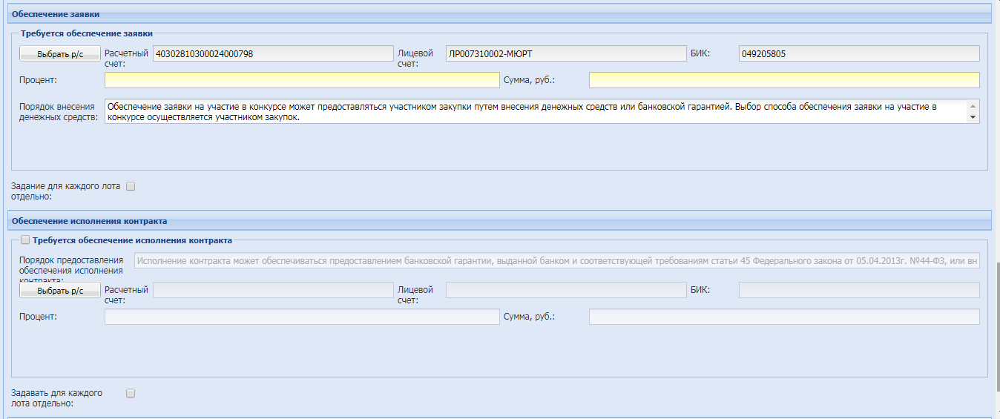 Обеспечение заявки
Требуется обеспечение заявки
Выбрать р/с
Расчетный счет:
40302810300024000798
Лицевой счет:
ЛР007310002-МЮРТ
БИК:
049205805
Процент:
Сумма, руб.:
Порядок внесения
денежных средств:
Обеспечение заявки на участие в конкурсе может предоставляться участником закупки путем внесения денежных средств или банковской гарантией. Выбор способа обеспечения заявки на участие в
конкурсе осуществляется участником закупок.
Задание для каждого лота
отдельно:
Обеспечение исполнения контракта
Требуется обеспечение исполнения контракта
Порядок предоставления
обеспечения исполнения
контракта:
Исполнение контракта может обеспечиваться предоставлением банковской гарантии, выданной банком и соответствующей требованиям статьи 45 Федерального закона от 05.04.2013г. №44-ФЗ, или вн
Выбрать р/с
Расчетный
счет:
Лицевой
счет:
БИК:
Процент:
Сумма, руб.:
Задавать для каждого
лота отдельно: